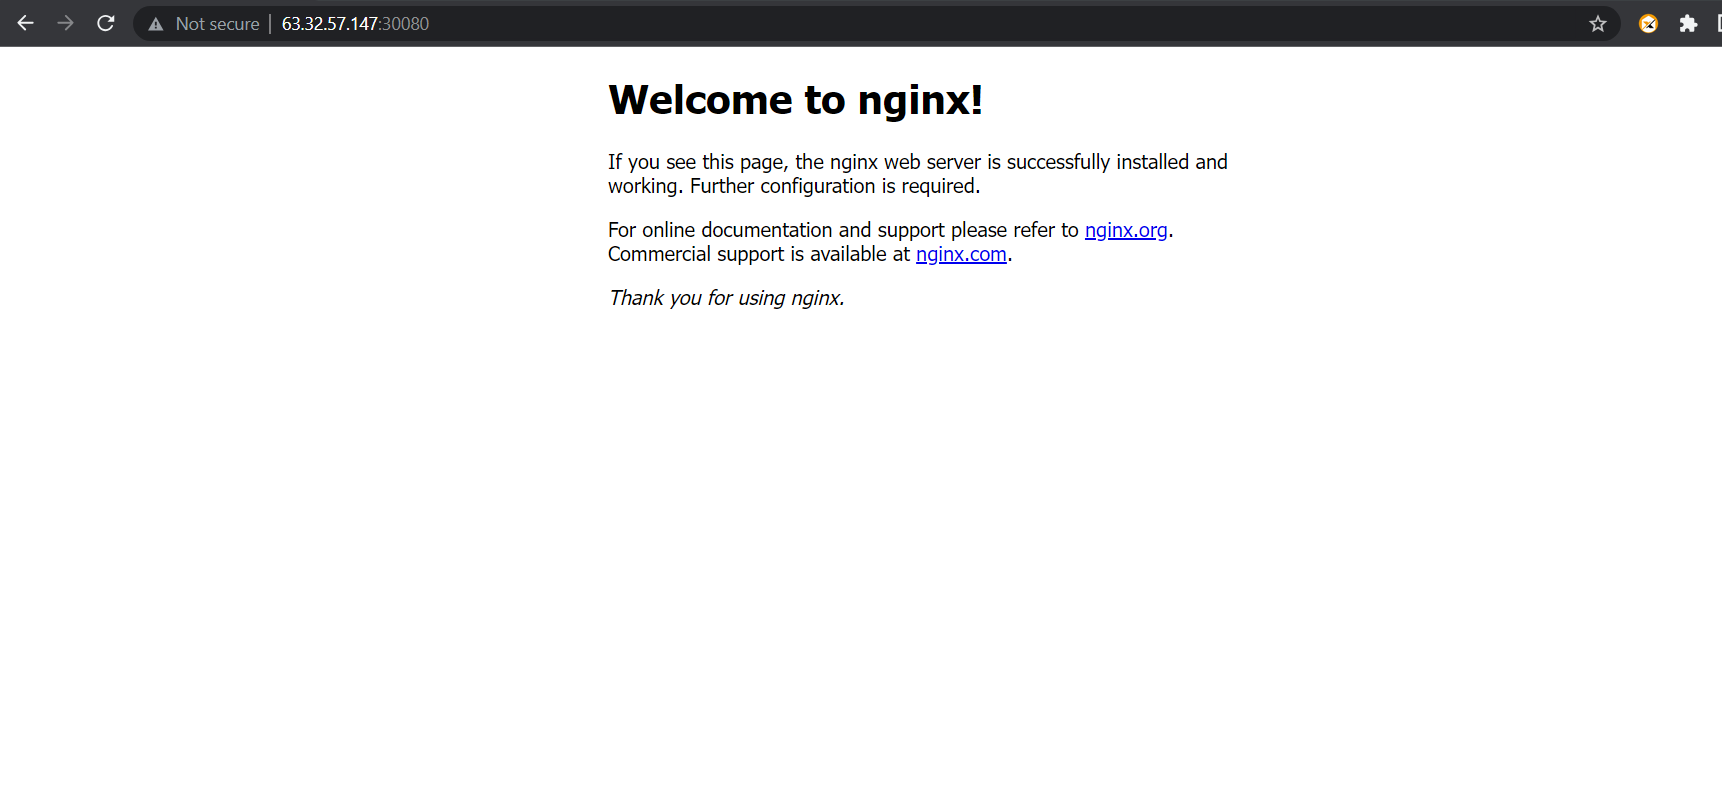 Not secure | 63.32.57.147:30080
Welcome to nginx!
If you see this page, the nginx web server is successfully installed and
working. Further configuration is required.
For online documentation and support please refer to nginx.org.
Commercial support is available at nginx.com.
Thank you for using nginx.